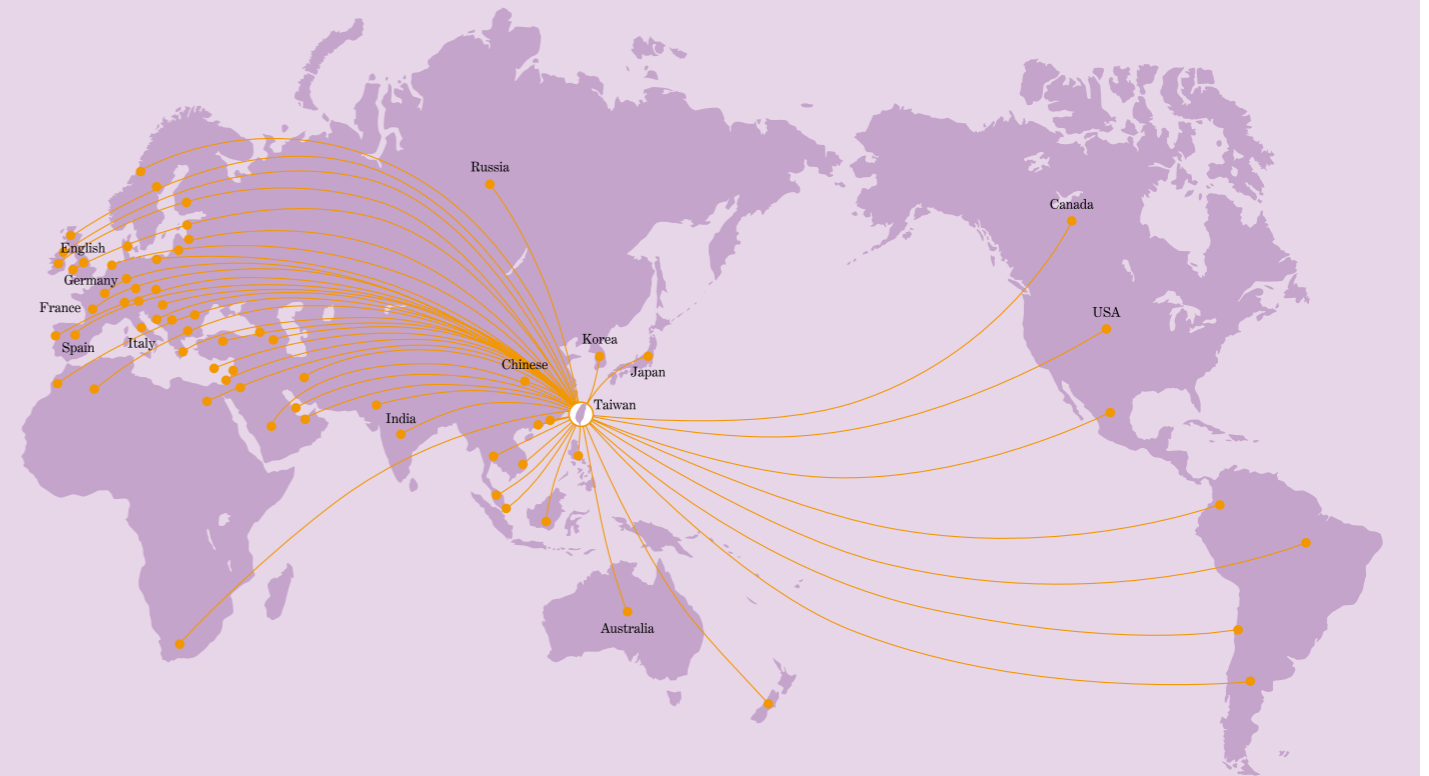 Russia
Canada
English
Germany
France
USA
Korea
Spain
Italy
Chinese
Japan
Taiwan
India
Australia